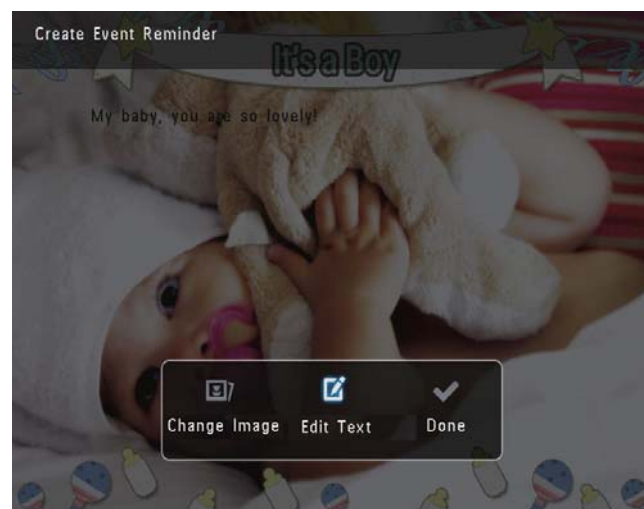 Create Event Reminder
It's a Boy
My baby, you are so lovely!
Change Image Edit Text Done